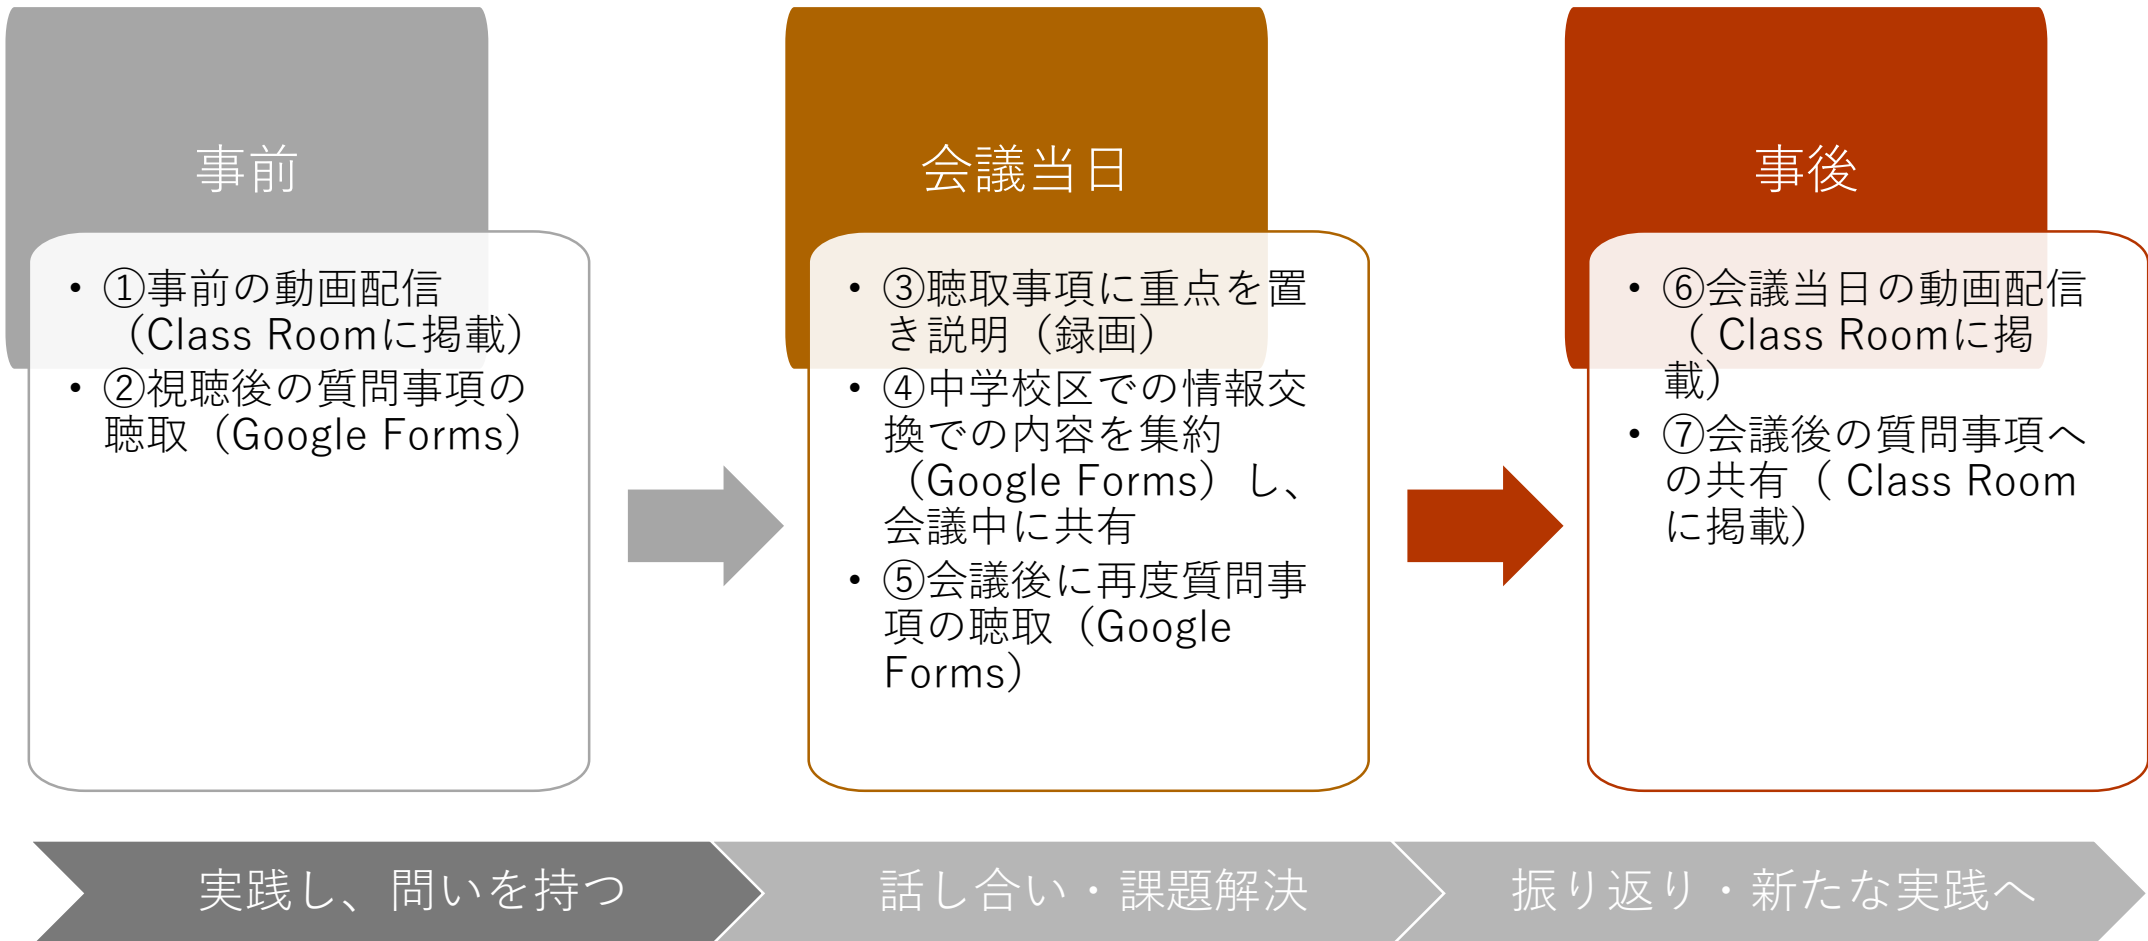 事前
• ①事前の動画配信
（Class Roomに掲載）
• ②視聴後の質問事項の
聴取（Google Forms）
会議当日
• ③聴取事項に重点を置
き説明（録画）
• ④中学校区での情報交
換での内容を集約
（Google Forms）し、
会議中に共有
• ⑤会議後に再度質問事
項の聴取（Google
Forms）
事後
• ⑥会議当日の動画配信
（ Class Roomに掲
載）
• ⑦会議後の質問事項へ
の共有（ Class Room
に掲載）
実践し、問いを持つ
話し合い・課題解決
振り返り・新たな実践へ